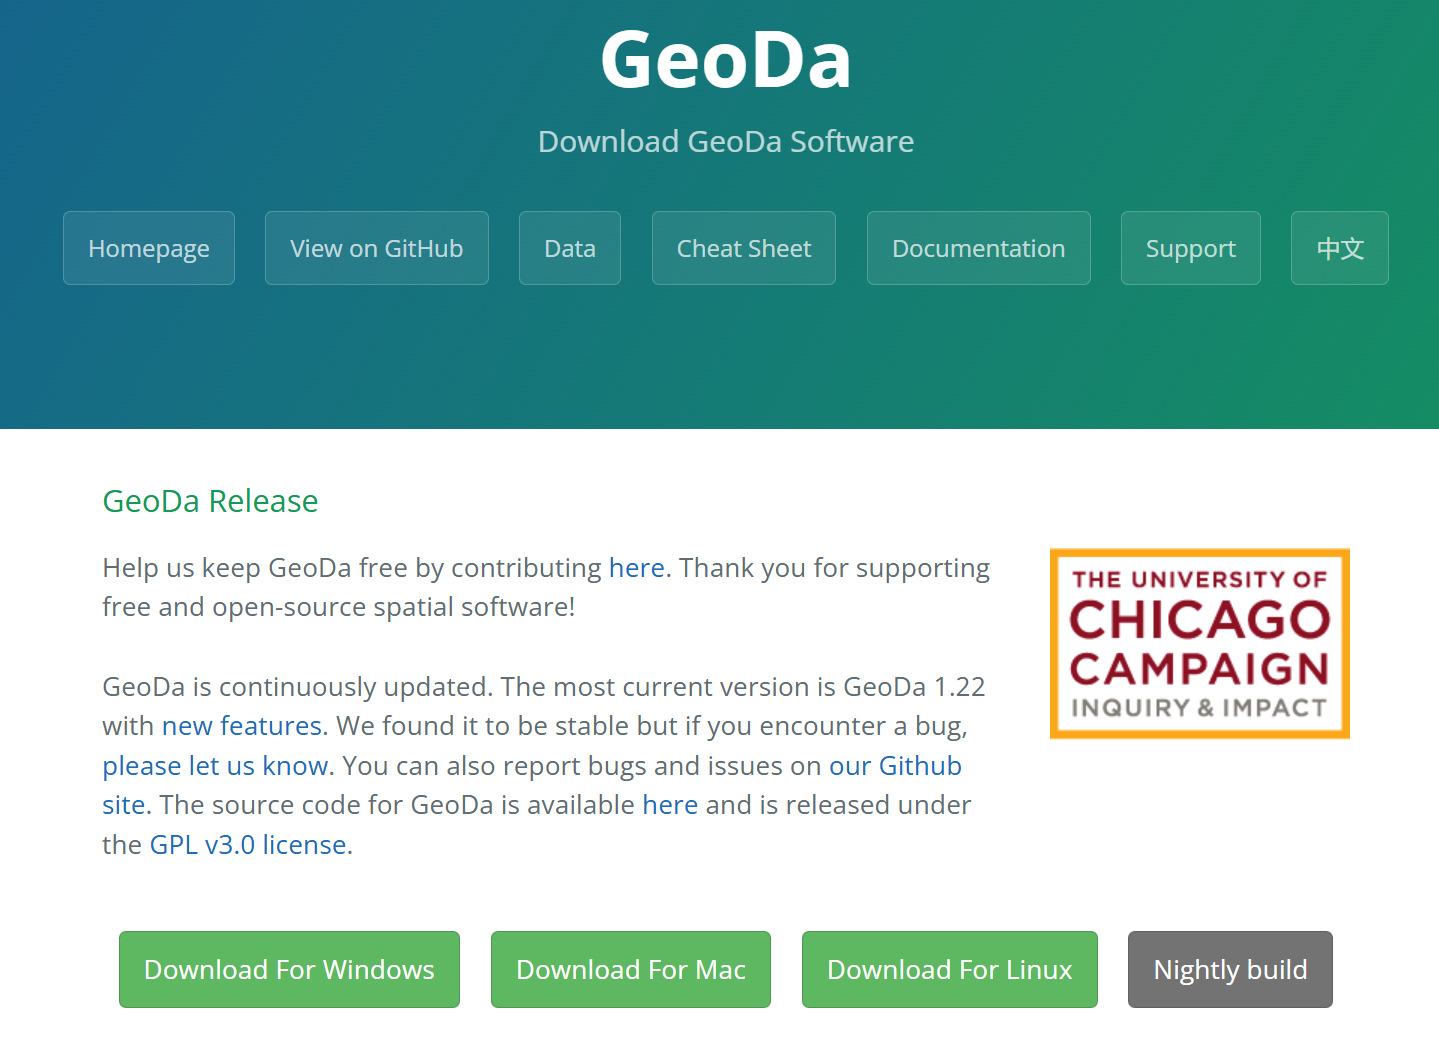 GeoDa
Download GeoDa Software
Homepage
View on GitHub
Data
Cheat Sheet
Documentation
Support
中文
GeoDa Release
Help us keep GeoDa free by contributing here. Thank you for supporting
free and open-source spatial software!
GeoDa is continuously updated. The most current version is GeoDa 1.22
with new features. We found it to be stable but if you encounter a bug,
please let us know. You can also report bugs and issues on our Github
site. The source code for GeoDa is available here and is released under
the GPL v3.0 license.
THE UNIVERSITY OF
CHICAGO
CAMPAIGN
INQUIRY & IMPACT
Download For Windows
Download For Mac
Download For Linux
Nightly build